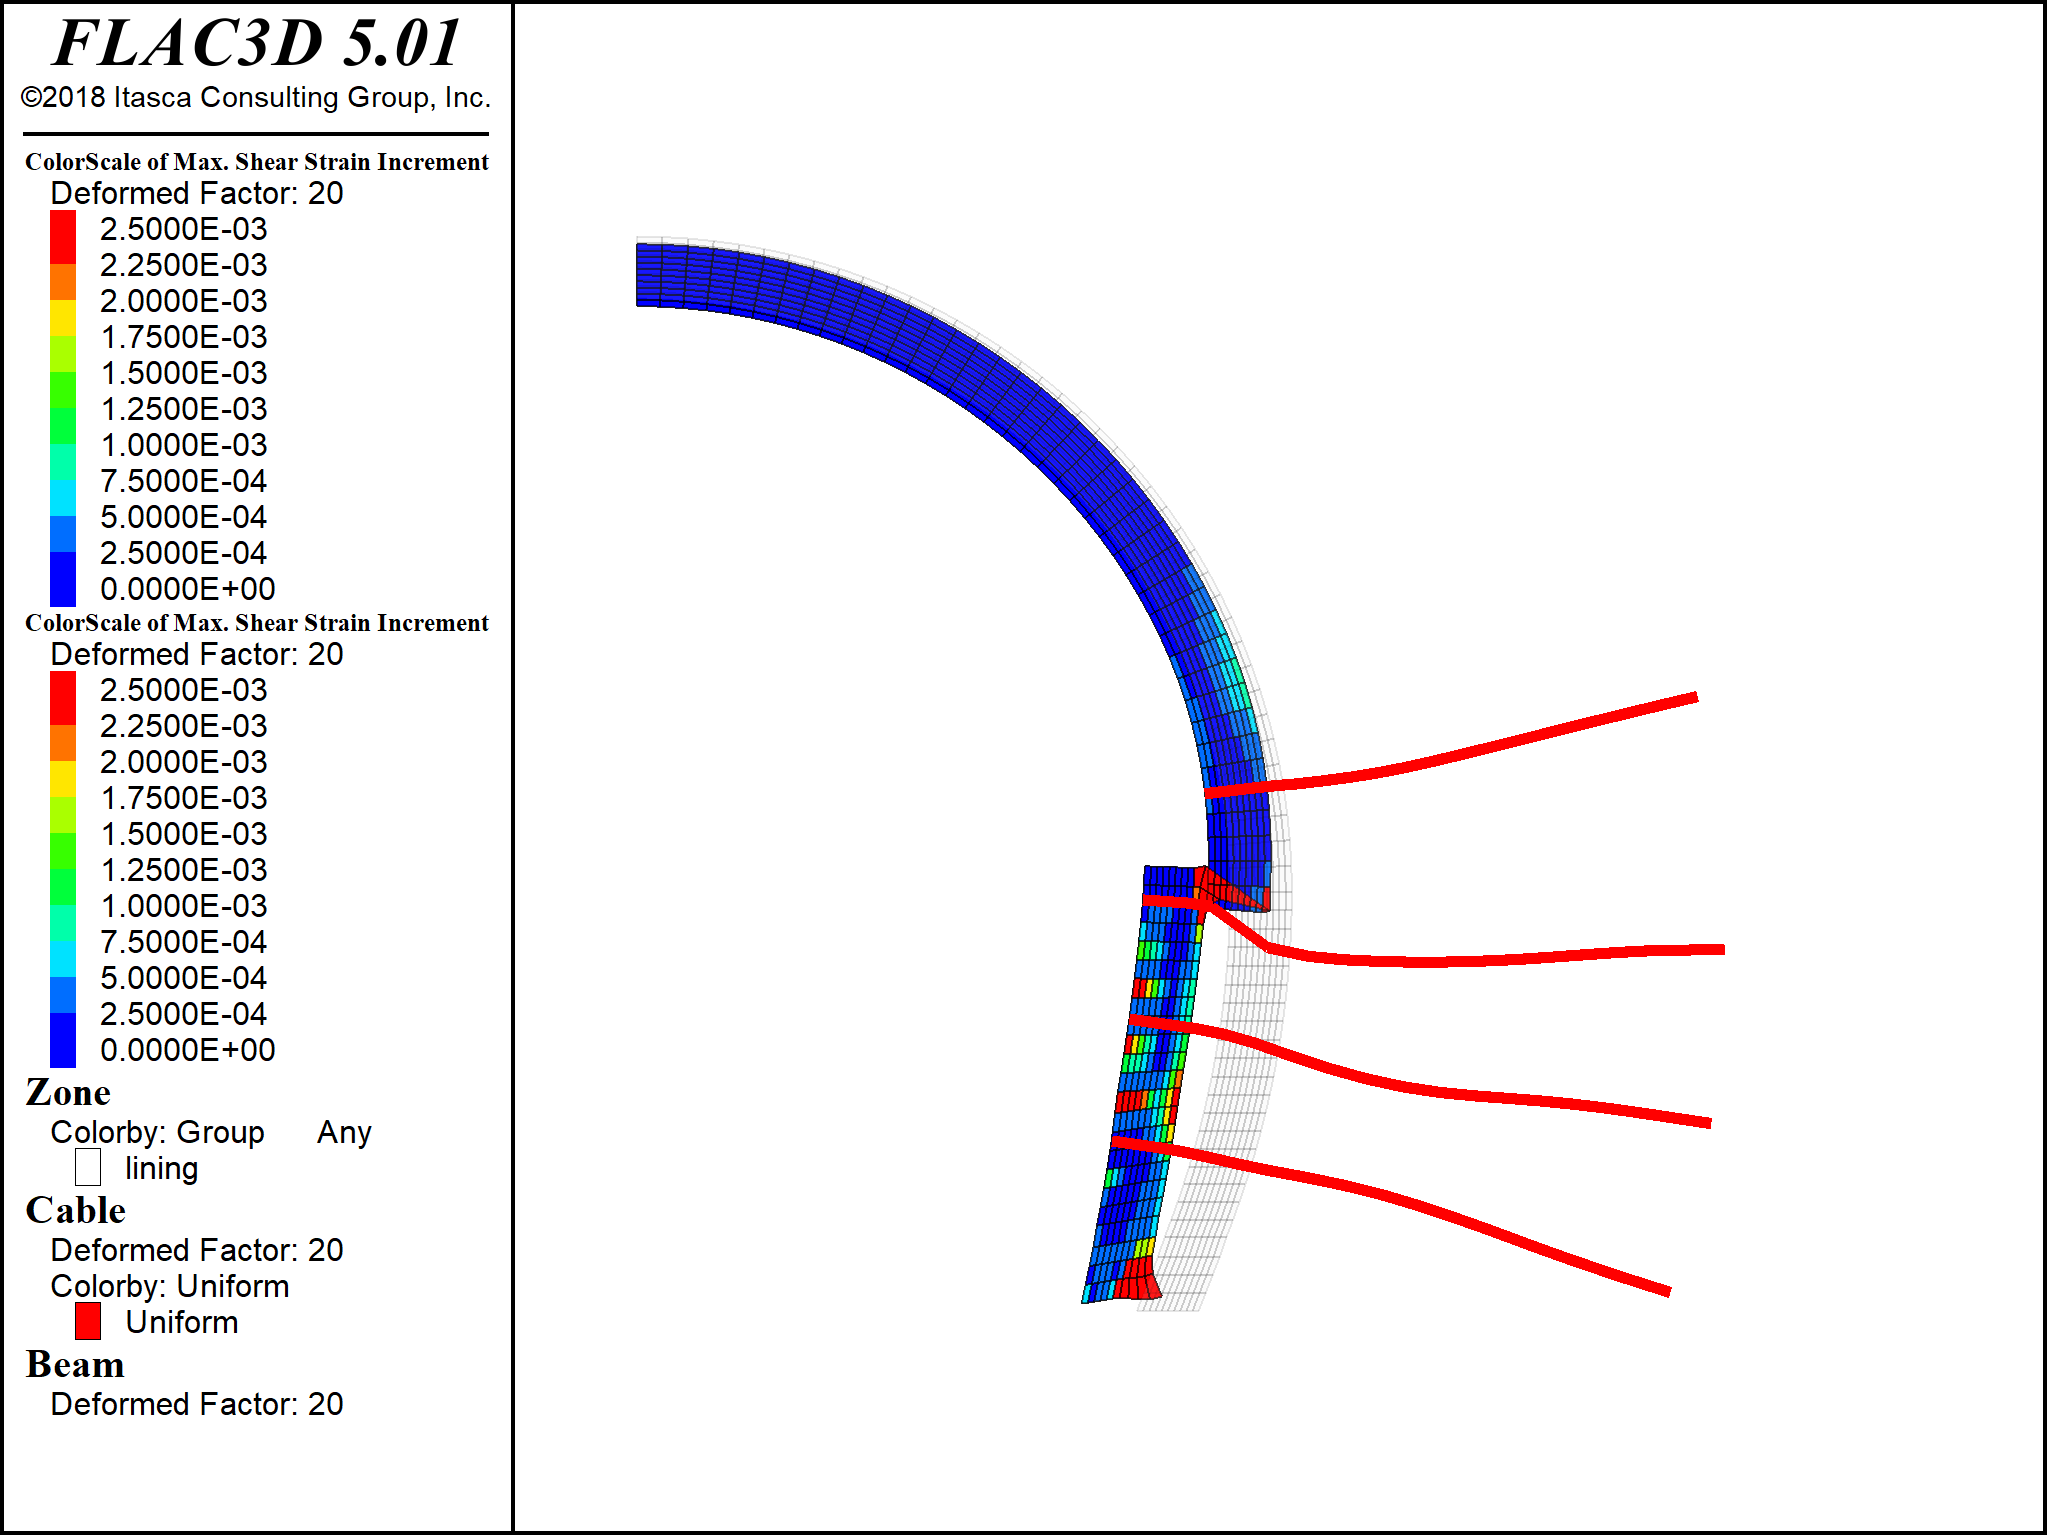 FLAC3D 5.01
©2018 Itasca Consulting Group, Inc.
ColorScale of Max. Shear Strain Increment
Deformed Factor: 20
2.5000E-03
2.2500E-03
2.0000E-03
1.7500E-03
1.5000E-03
1.2500E-03
1.0000E-03
7.5000E-04
5.0000E-04
2.5000E-04
0.0000E+00
ColorScale of Max. Shear Strain Increment
Deformed Factor: 20
2.5000E-03
2.2500E-03
2.0000E-03
1.7500E-03
1.5000E-03
1.2500E-03
1.0000E-03
7.5000E-04
5.0000E-04
2.5000E-04
0.0000E+00
Zone
Colorby: Group Any
lining
Cable
Deformed Factor: 20
Colorby: Uniform
Uniform
Beam
Deformed Factor: 20